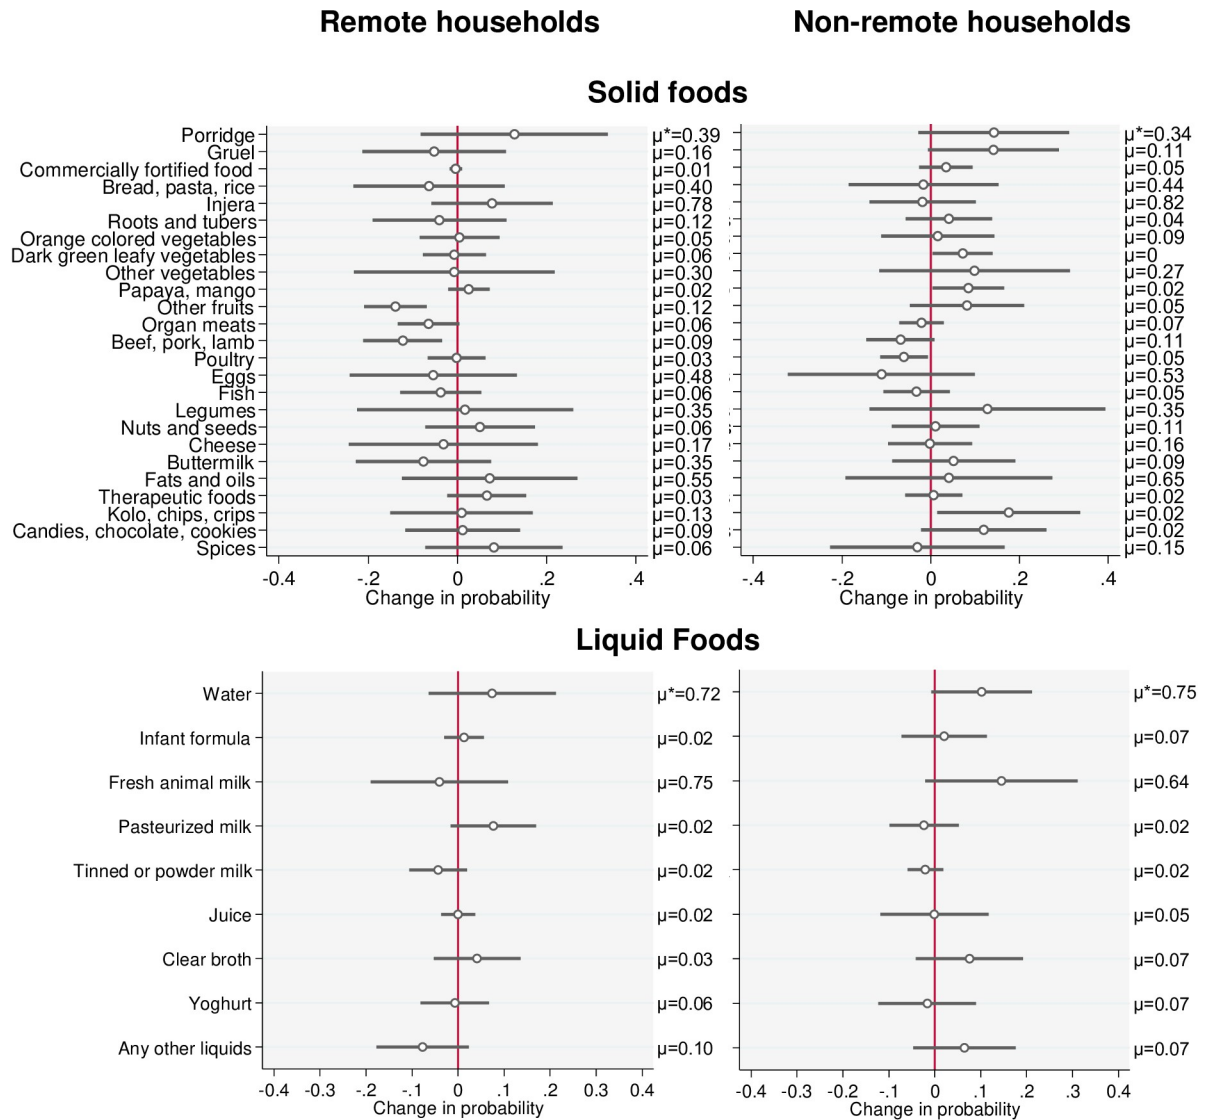 Remote households Non-remote households
Solid foods
Porridge μ*=0.39 μ*=0.34
Gruel μ=0.16 μ=0.11
Commercially fortified food μ=0.01 μ=0.05
Bread, pasta, rice μ=0.40 μ=0.44
Injera μ=0.78 μ=0.82
Roots and tubers μ=0.12 μ=0.04
Orange colored vegetables μ=0.05 μ=0.09
Dark green leafy vegetables μ=0.06 μ=0
Other vegetables μ=0.30 μ=0.27
Papaya, mango μ=0.02 μ=0.02
Other fruits μ=0.12 μ=0.05
Organ meats μ=0.06 μ=0.07
Beef, pork, lamb μ=0.09 μ=0.11
Poultry μ=0.03 μ=0.05
Eggs μ=0.48 μ=0.53
Fish μ=0.06 μ=0.05
Legumes μ=0.35 μ=0.35
Nuts and seeds μ=0.06 μ=0.11
Cheese μ=0.17 μ=0.16
Buttermilk μ=0.35 μ=0.09
Fats and oils μ=0.55 μ=0.65
Therapeutic foods μ=0.03 μ=0.02
Kolo, chips, crips μ=0.13 μ=0.02
Candies, chocolate, cookies μ=0.09 μ=0.02
Spices μ=0.06 μ=0.15
-0.4 -.2 0 .2 .4 -.4 -.2 0 .2 .4
Change in probability Change in probability
Liquid Foods
Water μ*=0.72 μ*=0.75
Infant formula μ=0.02 μ=0.07
Fresh animal milk μ=0.75 μ=0.64
Pasteurized milk μ=0.02 μ=0.02
Tinned or powder milk μ=0.02 μ=0.02
Juice μ=0.02 μ=0.05
Clear broth μ=0.03 μ=0.07
Yoghurt μ=0.06 μ=0.07
Any other liquids μ=0.10 μ=0.07
-0.4 -0.3 -.2 -.1 0 .1 .2 0.3 0.4 -0.4 -0.3 -0.2 -.1 0 .1 .2 .3 0.4
Change in probability Change in probability